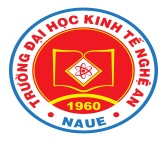 TRƯỜNG ĐẠI HỌC KINH TẾ NGHỆ AN
1960
NAUE